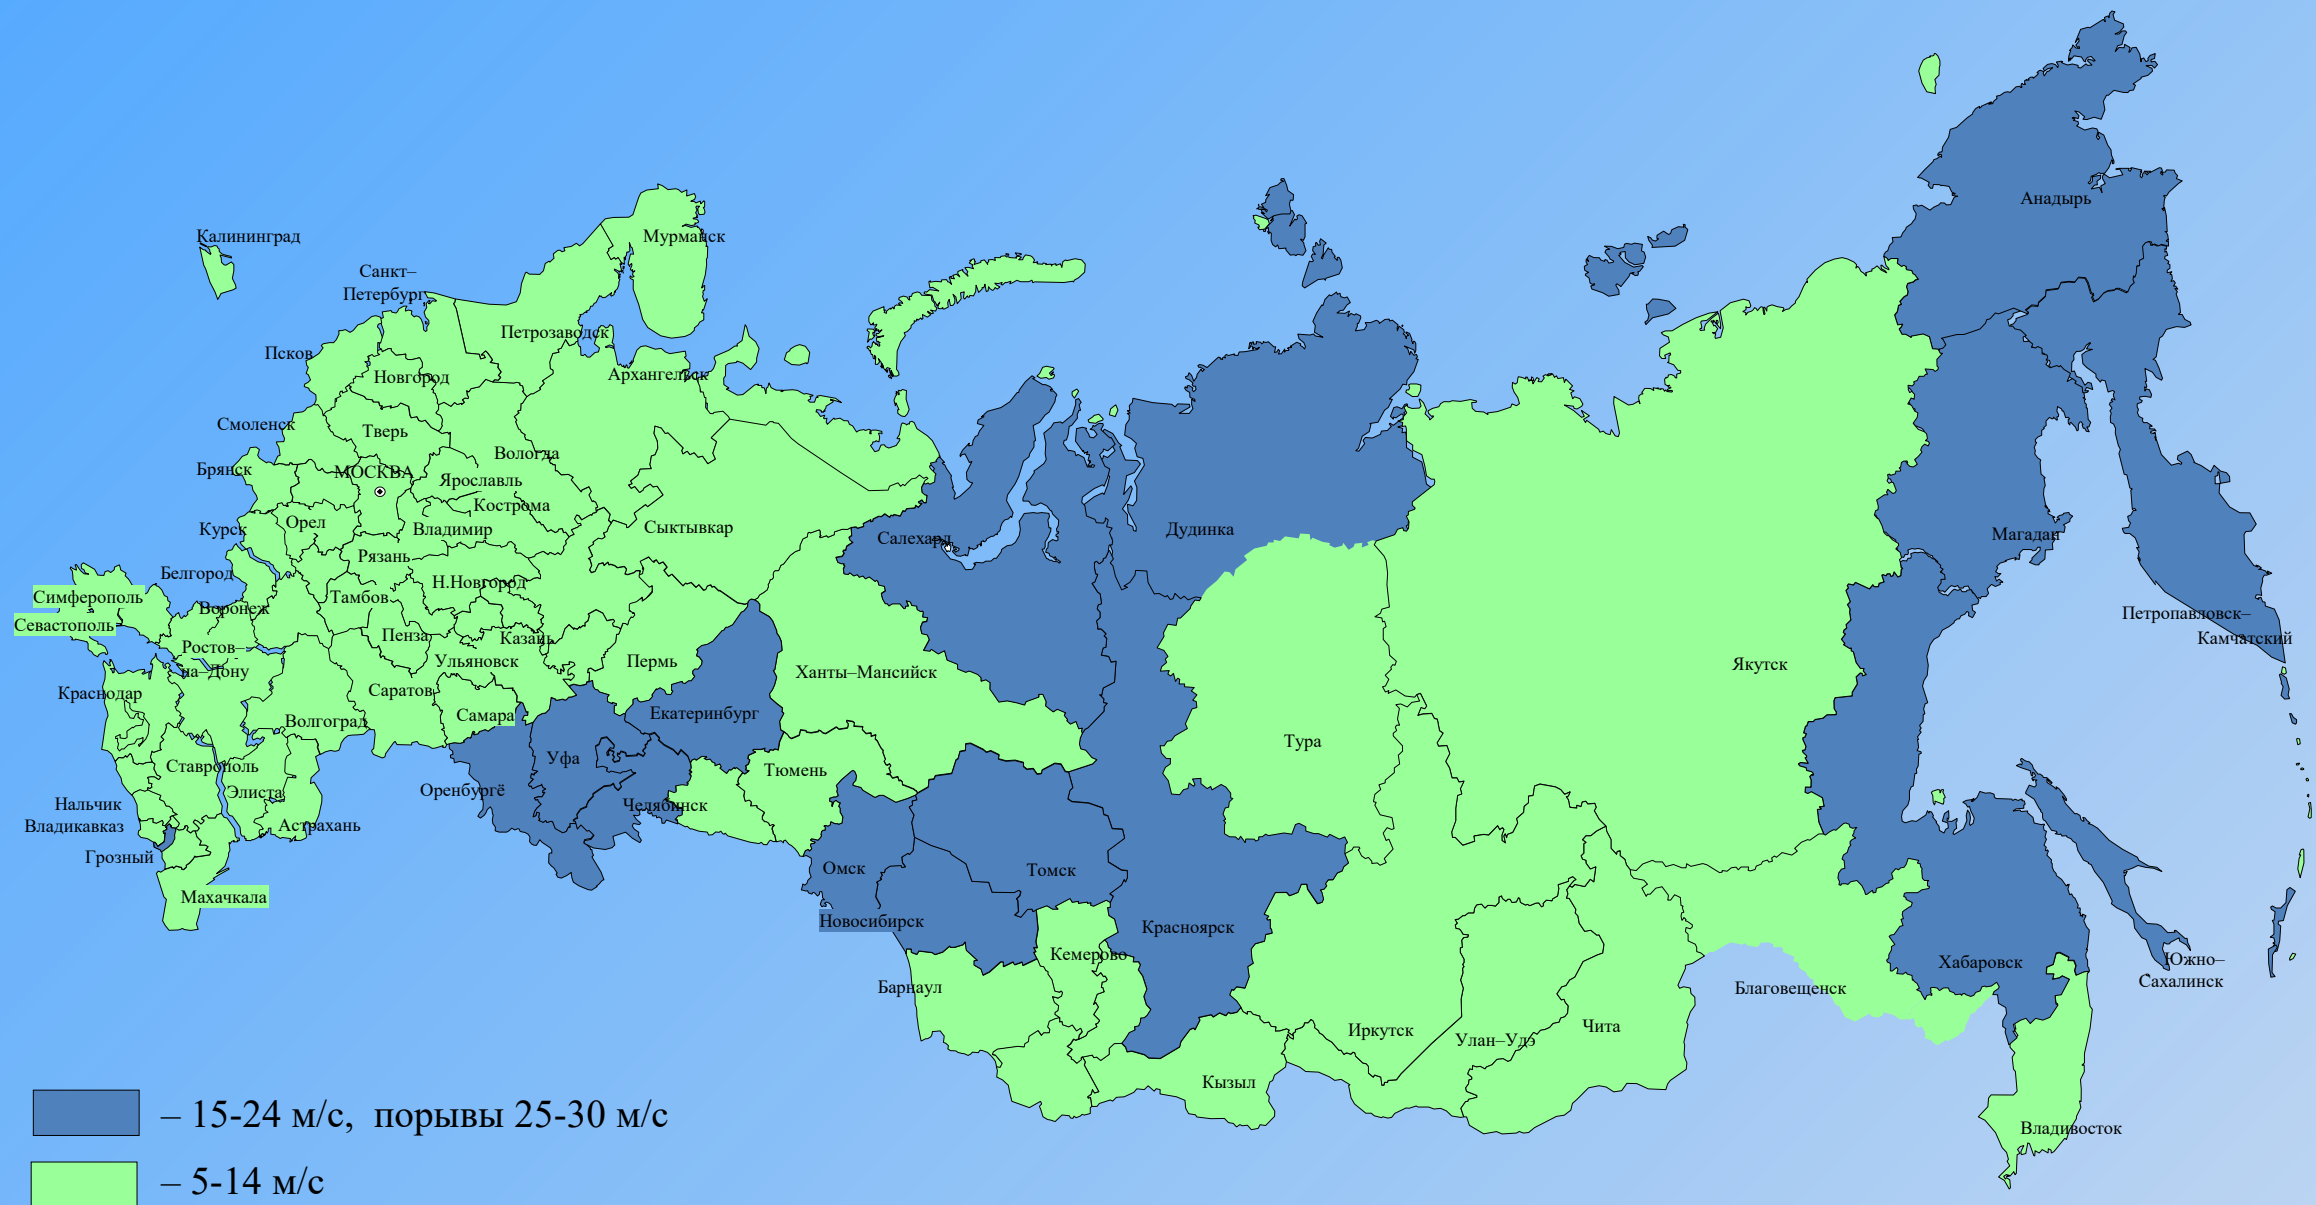 Анадырь
Калининград
Мурманск
Санкт–
Петербург
Петрозаводск
Псков
Архангельск
Новгород
Смоленск
Тверь
Вологда
Брянск
МОСКВА
Ярославль
Кострома
Орел
Курск
Владимир
Сыктывкар
Дудинка
Салехард
Магадан
Рязань
Белгород
Н.Новгород
Симферополь
Тамбов
Воронеж
Петропавловск–
Камчатский
Севастополь
Пенза
Казань
Ростов–
на–Дону
Ульяновск
Пермь
Ханты–Мансийск
Якутск
Краснодар
Саратов
Самара
Екатеринбург
Волгоград
Тура
Уфа
Ставрополь
Тюмень
Элиста
Оренбургё
Нальчик
Челябинск
Владикавказ
Астрахань
Грозный
Омск
Томск
Махачкала
Новосибирск
Красноярск
Кемерово
Хабаровск
Южно–
Сахалинск
Барнаул
Благовещенск
Иркутск
Улан–Удэ
Чита
Кызыл
Владивосток
– 15-24 м/с, порывы 25-30 м/с
– 5-14 м/с